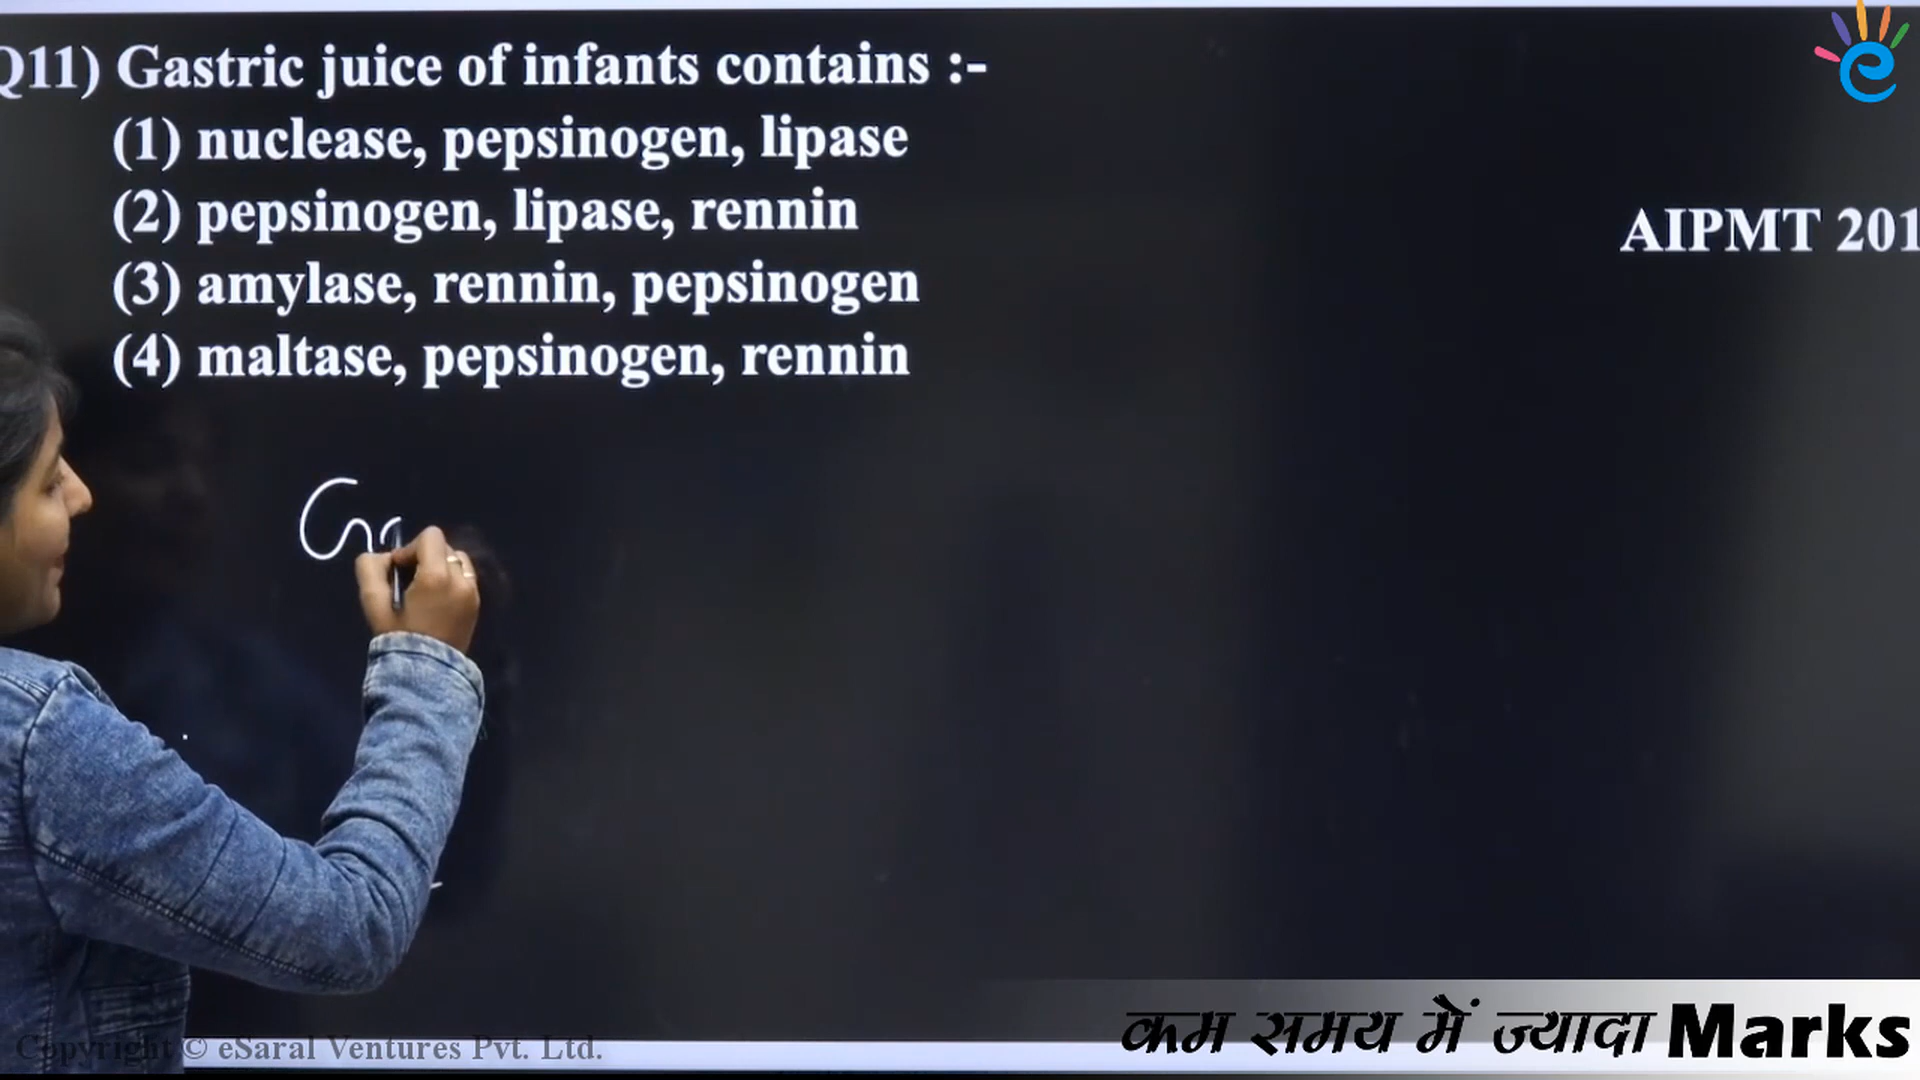 Q11) Gastric juice of infants contains :-
(1) nuclease, pepsinogen, lipase
(2) pepsinogen, lipase, rennin
AIPMT 201
(3) amylase, rennin, pepsinogen
(4) maltase, pepsinogen, rennin
Ga
कम समय में ज्यादा Marks
Copyright © eSaral Ventures Pvt. Ltd.